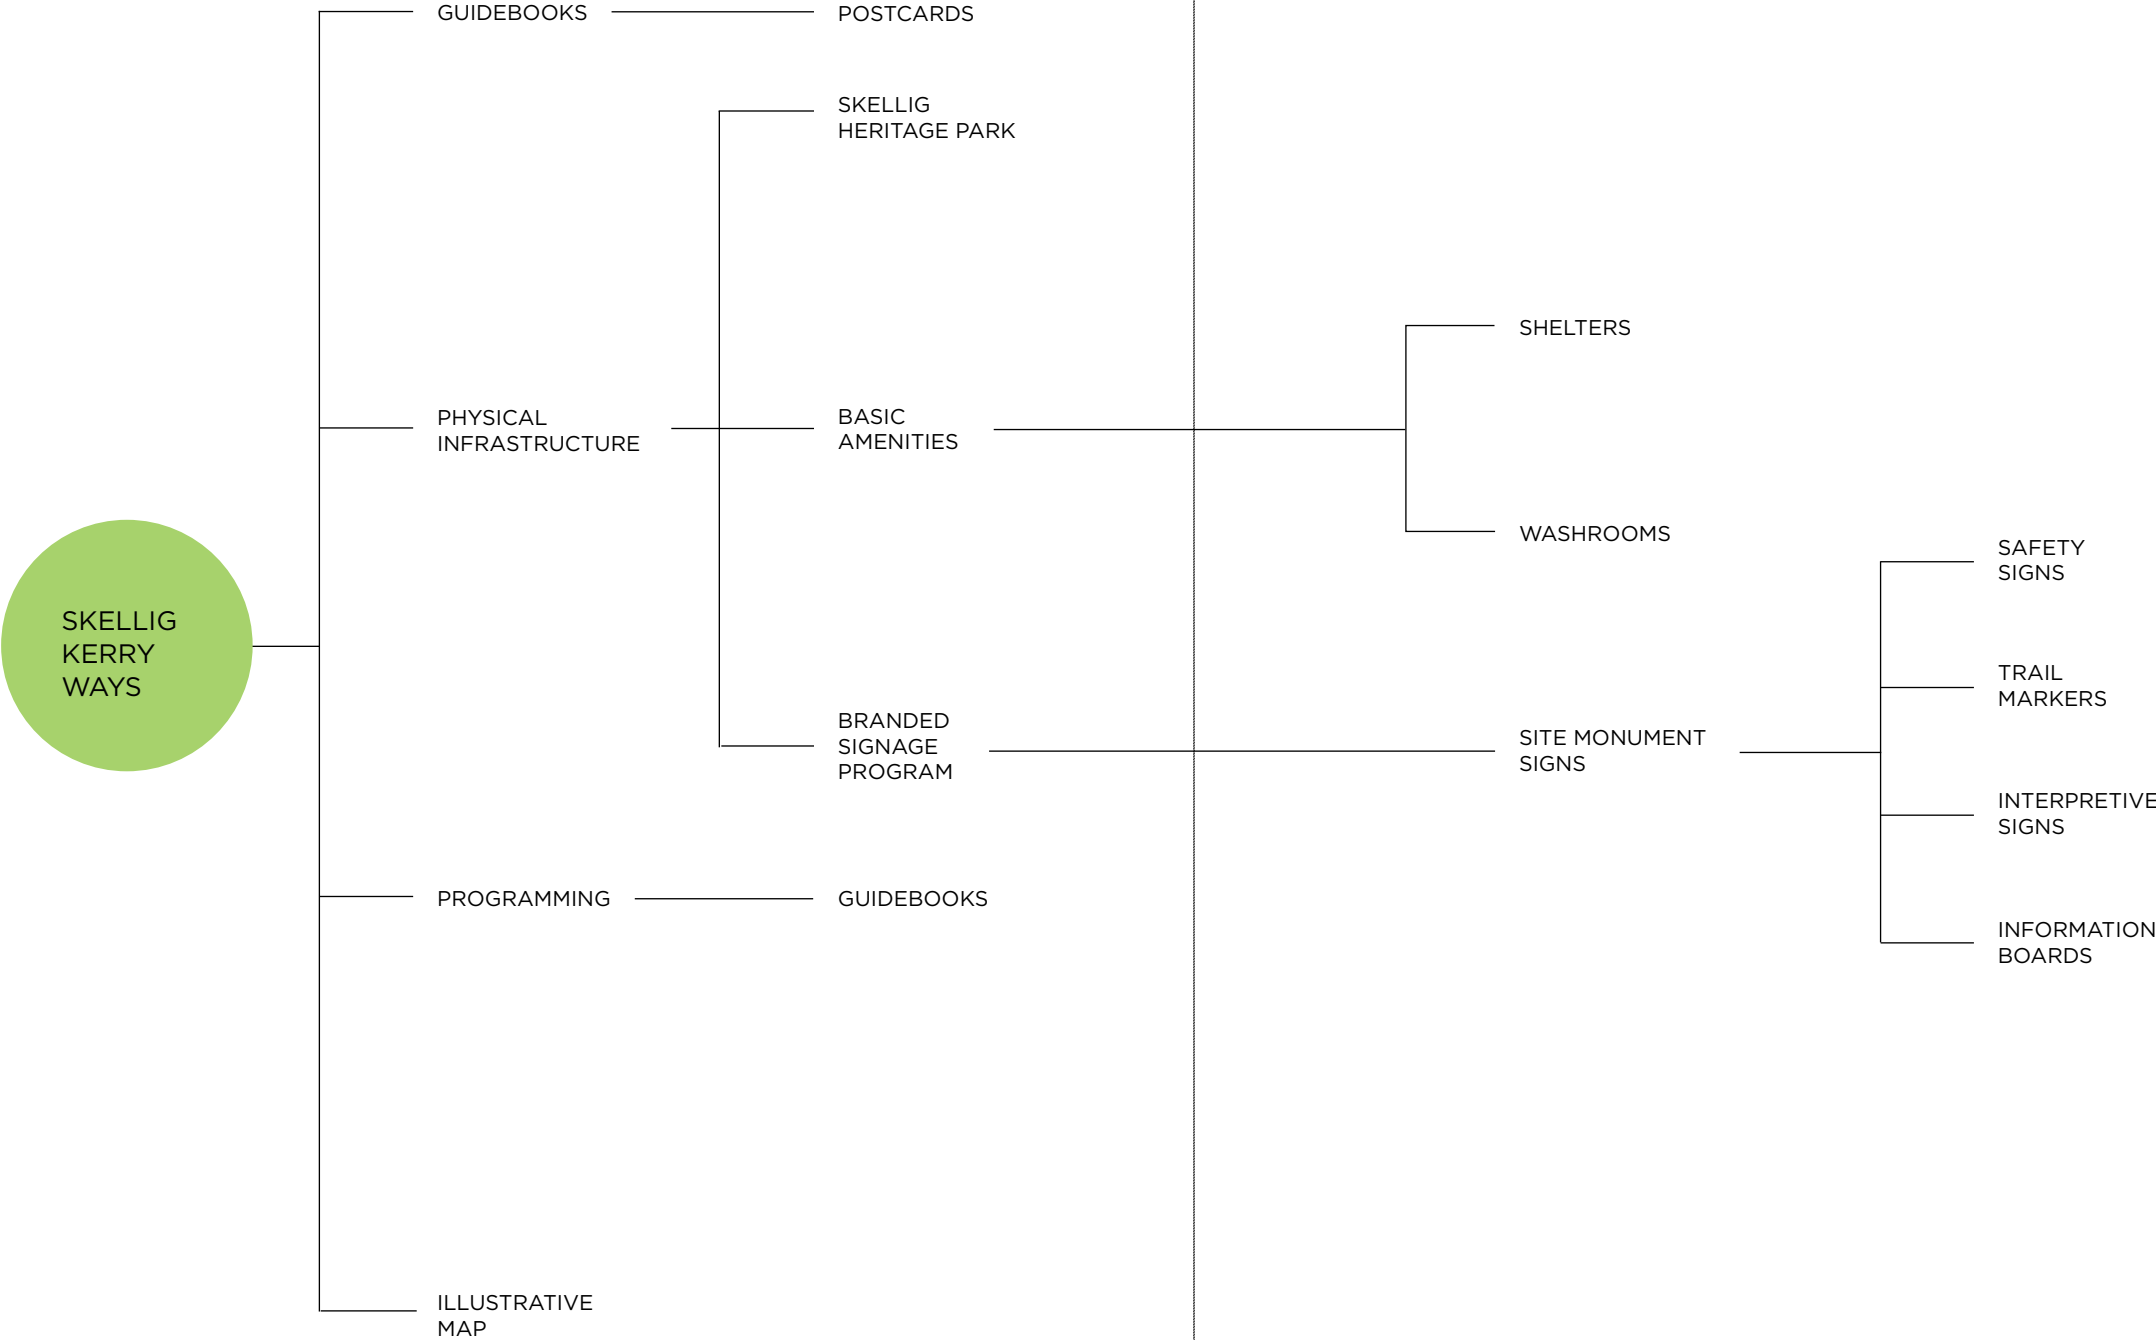 GUIDEBOOKS
POSTCARDS
SKELLIG
HERITAGE PARK
SHELTERS
PHYSICAL
INFRASTRUCTURE
BASIC
AMENITIES
WASHROOMS
SAFETY
SIGNS
SKELLIG
KERRY
WAYS
TRAIL
MARKERS
BRANDED
SIGNAGE
PROGRAM
SITE MONUMENT
SIGNS
INTERPRETIVE
SIGNS
PROGRAMMING
GUIDEBOOKS
INFORMATION
BOARDS
ILLUSTRATIVE
MAP